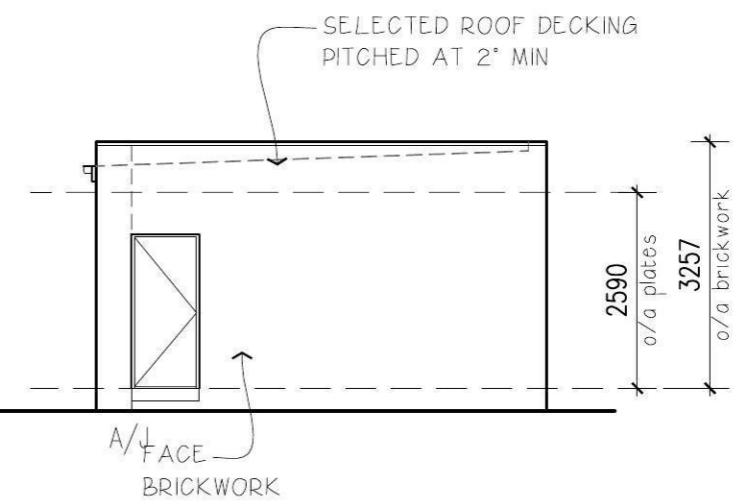 SELECTED ROOF DECKING
PITCHED AT 2° MIN
2590
o/a plates
3257
o/a brickwork
A/J
FACE
BRICKWORK